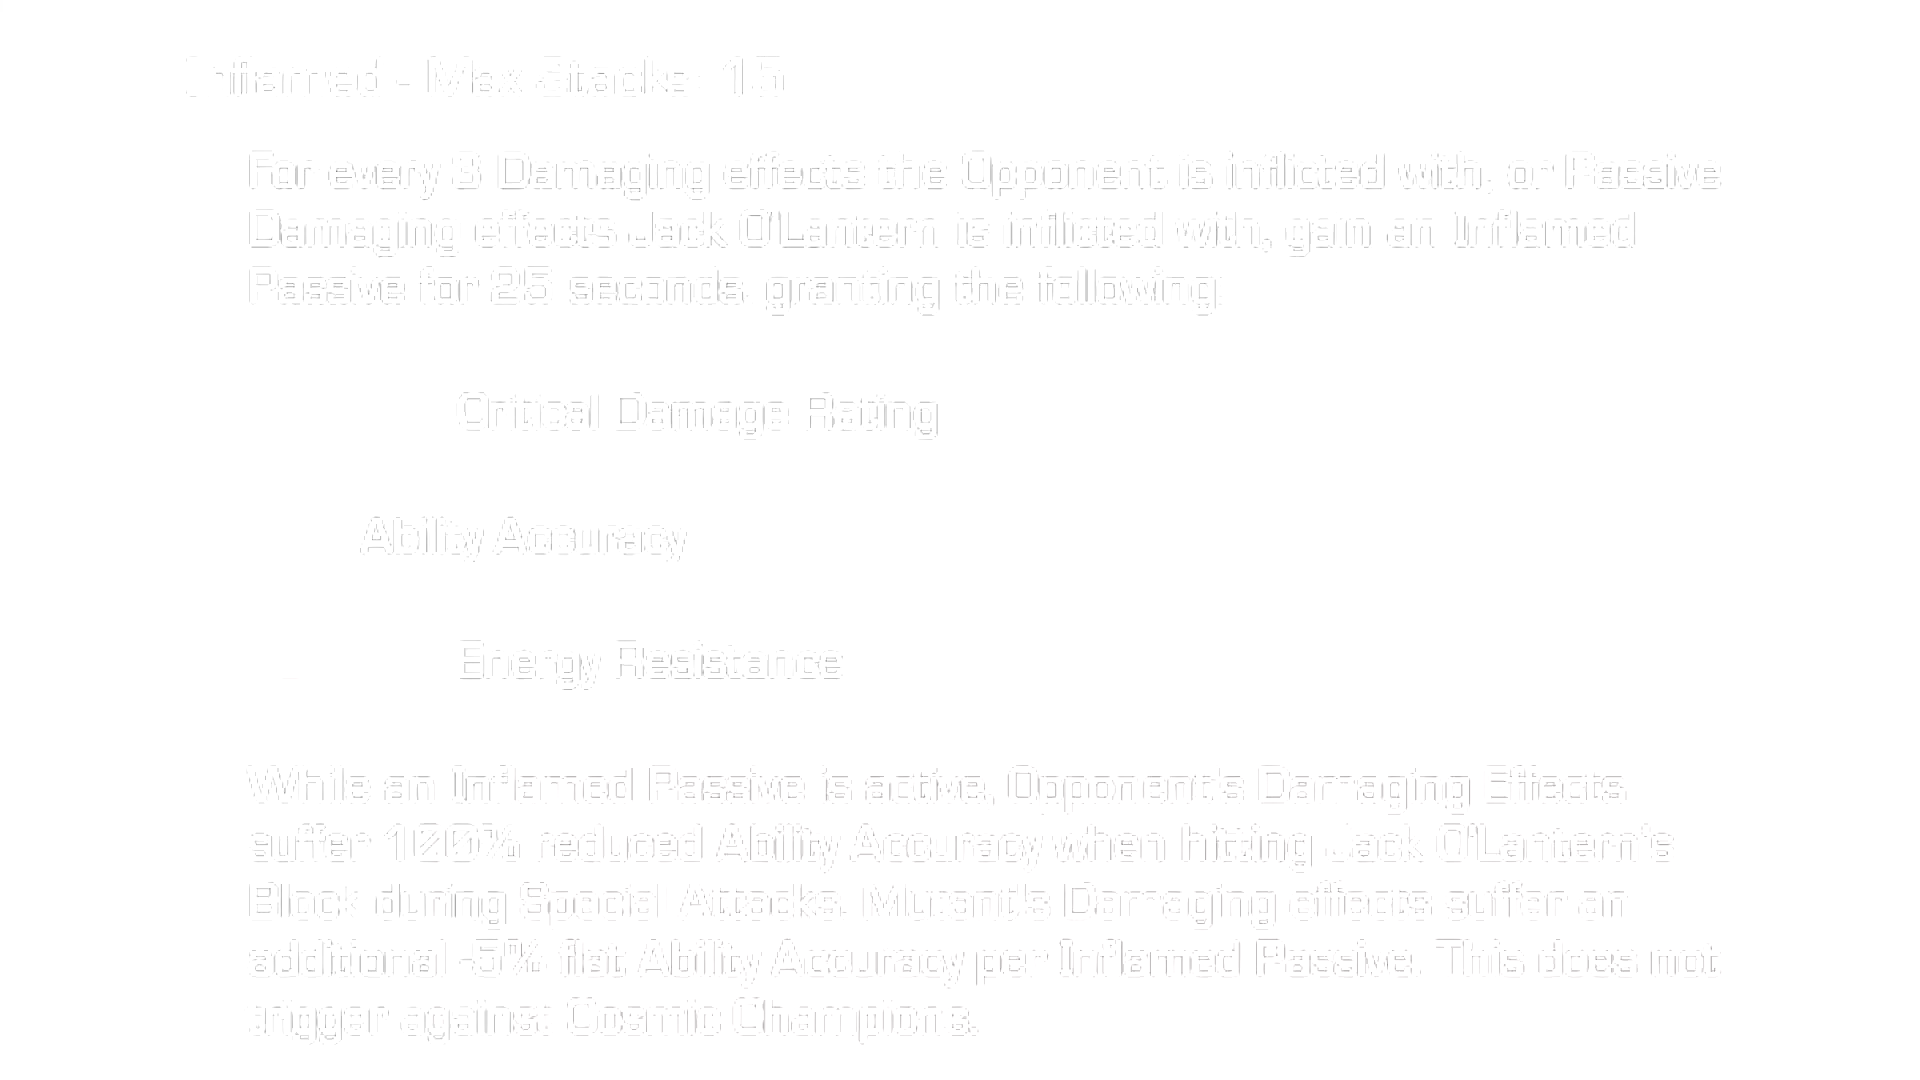 Inflamed - Max Stacks: 15
For every 3 Damaging effects the Opponent is inflicted with, or Passive
Damaging effects Jack O'Lantern is inflicted with, gain an Inflamed
Passive for 25 seconds, granting the following:
Critical Damage Rating
Ability Accuracy
Energy Resistance
While an Inflamed Passive is active, Opponent's Damaging Effects
suffer 100% reduced Ability Accuracy when hitting Jack O'Lantern's
Block during Special Attacks. Mutant's Damaging effects suffer an
additional -5% flat Ability Accuracy per Inflamed Passive. This does not
trigger against Cosmic Champions.